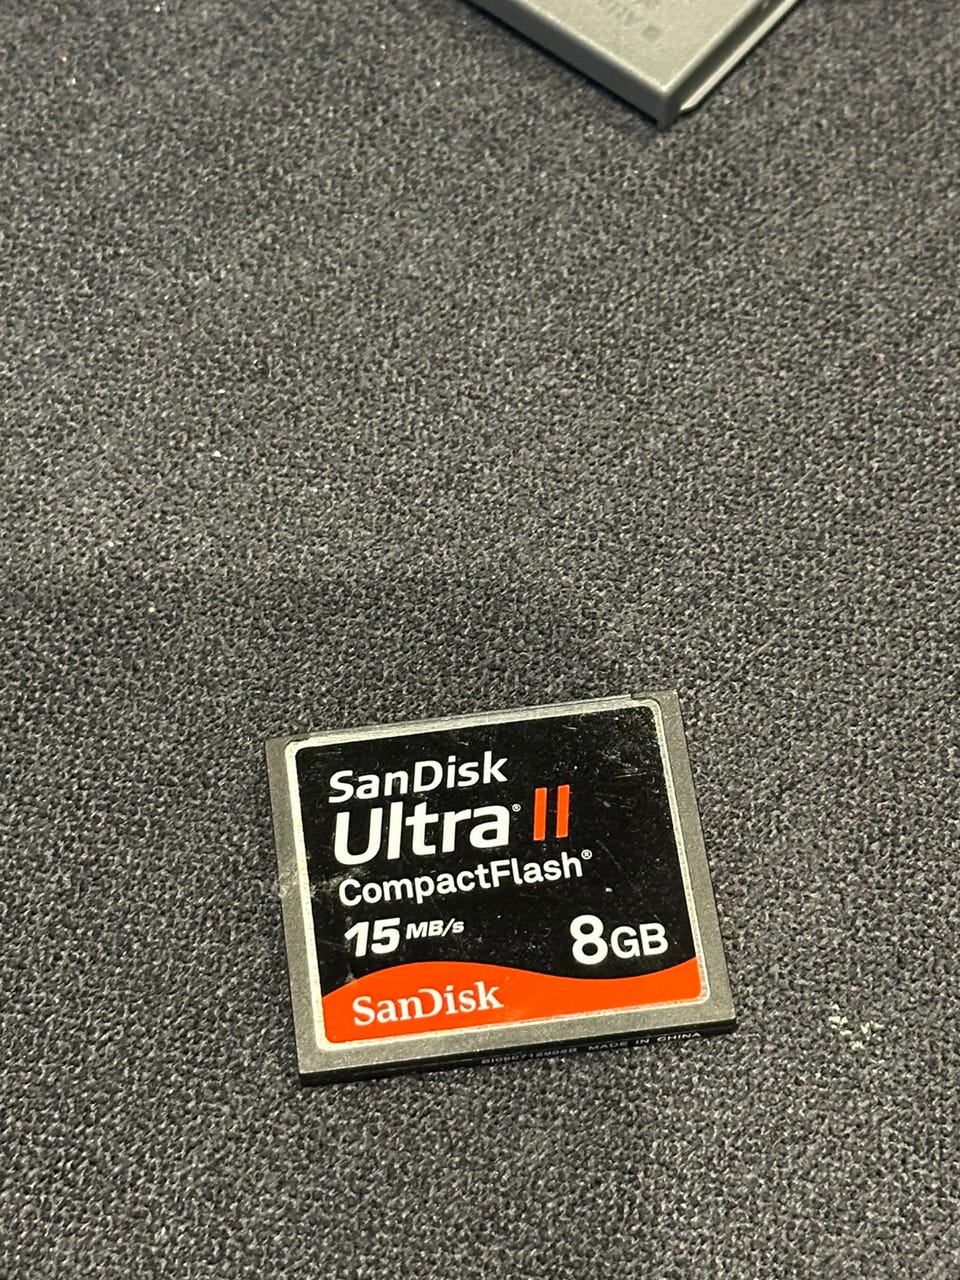 SanDisk
Ultra® II
CompactFlash®
15 MB/s 8GB
SanDisk
MADE IN CHINA